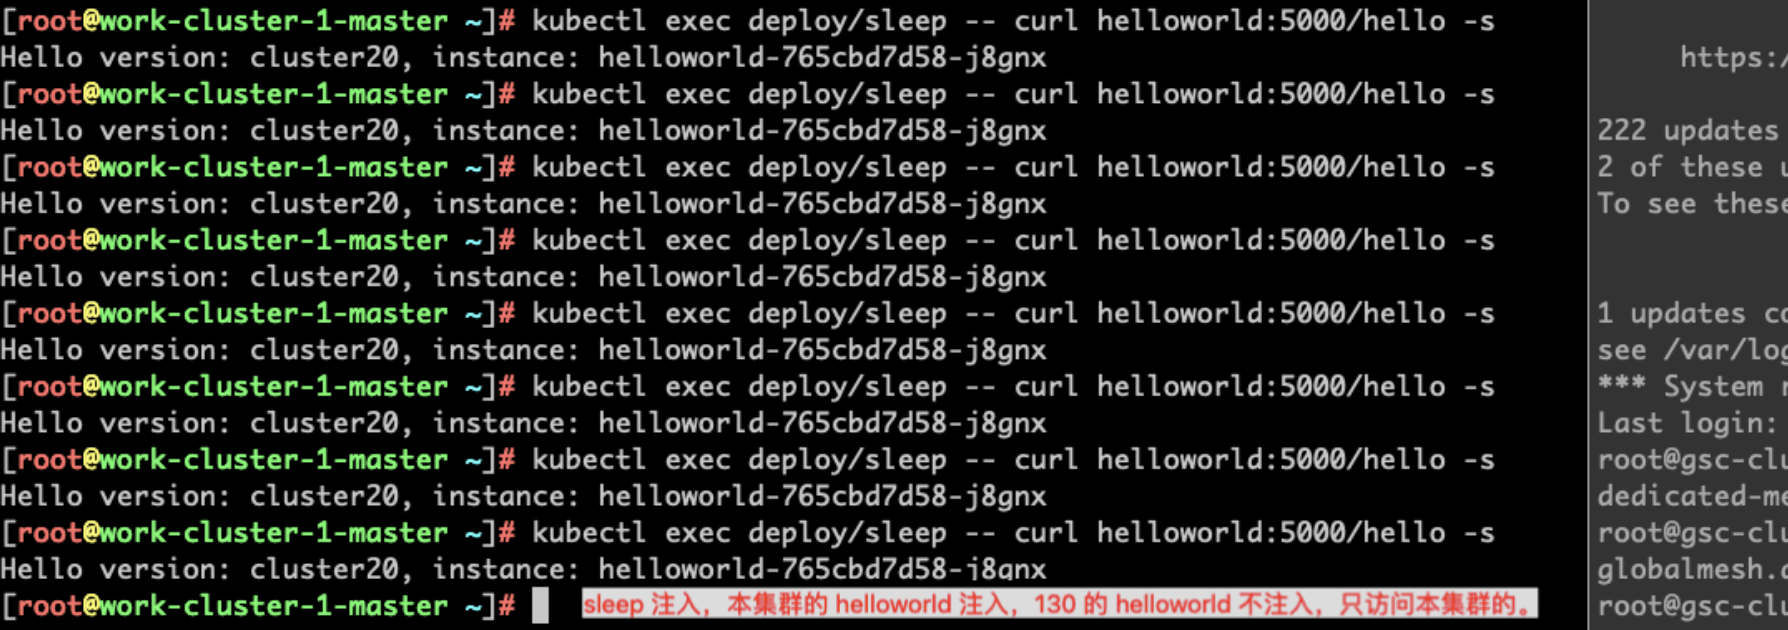 [root@work-cluster-1-master ~]# kubectl exec deploy/sleep -- curl helloworld:5000/hello -s
Hello version: cluster20, instance: helloworld-765cbd7d58-j8gnx
[root@work-cluster-1-master ~]# kubectl exec deploy/sleep -- curl helloworld:5000/hello -s
Hello version: cluster20, instance: helloworld-765cbd7d58-j8gnx
[root@work-cluster-1-master ~]# kubectl exec deploy/sleep -- curl helloworld:5000/hello -s
Hello version: cluster20, instance: helloworld-765cbd7d58-j8gnx
[root@work-cluster-1-master ~]# kubectl exec deploy/sleep -- curl helloworld:5000/hello -s
Hello version: cluster20, instance: helloworld-765cbd7d58-j8gnx
[root@work-cluster-1-master ~]# kubectl exec deploy/sleep -- curl helloworld:5000/hello -s
Hello version: cluster20, instance: helloworld-765cbd7d58-j8gnx
[root@work-cluster-1-master ~]# kubectl exec deploy/sleep -- curl helloworld:5000/hello -s
Hello version: cluster20, instance: helloworld-765cbd7d58-j8gnx
[root@work-cluster-1-master ~]# kubectl exec deploy/sleep -- curl helloworld:5000/hello -s
Hello version: cluster20, instance: helloworld-765cbd7d58-j8gnx
[root@work-cluster-1-master ~]# kubectl exec deploy/sleep -- curl helloworld:5000/hello -s
Hello version: cluster20, instance: helloworld-765cbd7d58-j8gnx
[root@work-cluster-1-master ~]#
sleep 注入，本集群的 helloworld 注入，130 的 helloworld 不注入，只访问本集群的。
https:/
222 updates
2 of these
To see these
1 updates
see /var/log
*** System
Last login:
root@gsc-clu
dedicated-me
root@gsc-clu
globalmesh.
root@gsc-clu